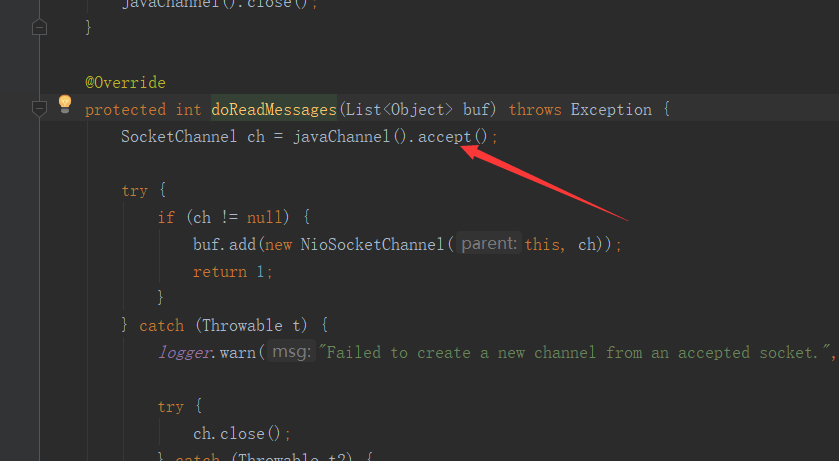 javaChannel().close();
}
@Override
protected int doReadMessages(List<Object> buf) throws Exception {
SocketChannel ch = javaChannel().accept();
try {
if (ch != null) {
buf.add(new NioSocketChannel( parent: this, ch));
return 1;
}
} catch (Throwable t) {
logger.warn( msg: "Failed to create a new channel from an accepted socket.",
try {
ch.close();
} catch (Throwable t2) {